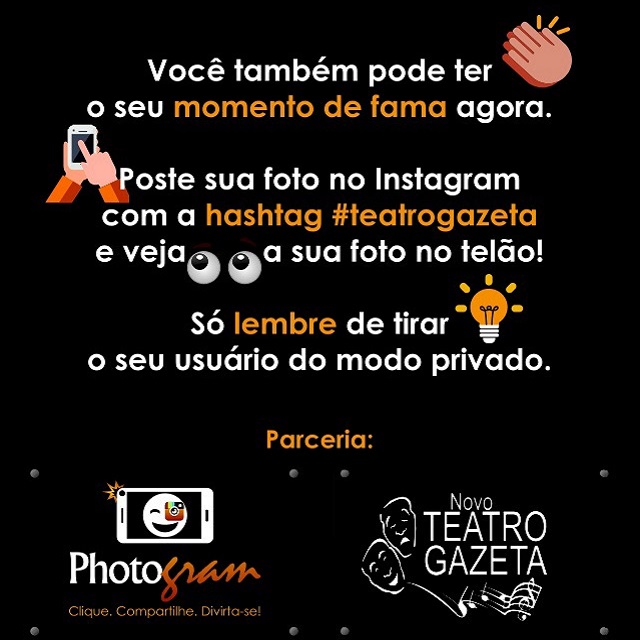 Você também pode ter
o seu momento de fama agora.
Poste sua foto no Instagram
com a hashtag #teatrogazeta
e veja a sua foto no telão!
Só lembre de tirar
o seu usuário do modo privado.
Parceria:
Photogram
Clique. Compartilhe. Divirta-se!
Novo
TEATRO
GAZETA